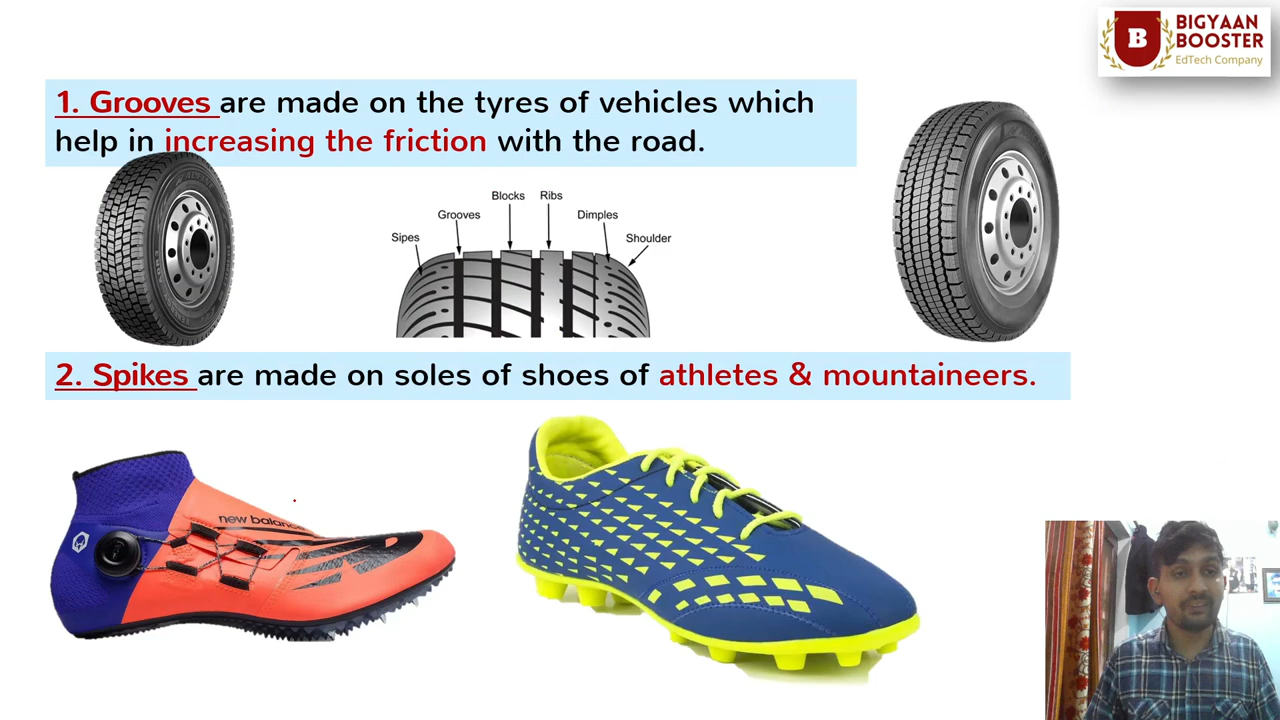 BIGYAAN
BOOSTER
EdTech Company
B
1. Grooves are made on the tyres of vehicles which
help in increasing the friction with the road.
Blocks
Ribs
Grooves
Dimples
Sipes
Shoulder
2. Spikes are made on soles of shoes of athletes & mountaineers.
new balance